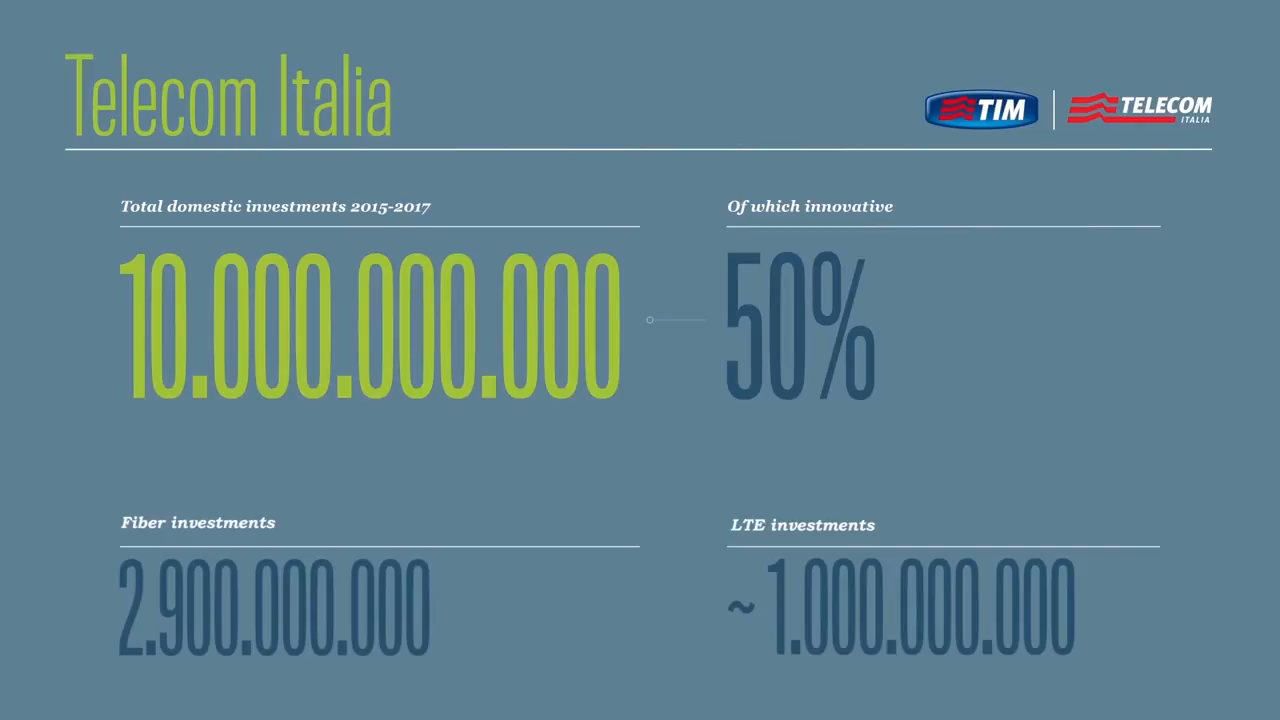 Telecom Italia
TIM
TELECOM
ITALIA
Total domestic investments 2015-2017
Of which innovative
10.000.000.000
50%
Fiber investments
LTE investments
2.900.000.000
~ 1.000.000.000